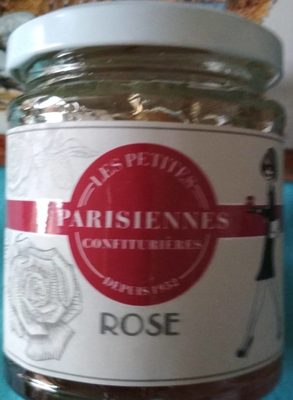 LES PETITES
PARISIENNES
CONFITURIÈRES
DEPUIS 1932
ROSE